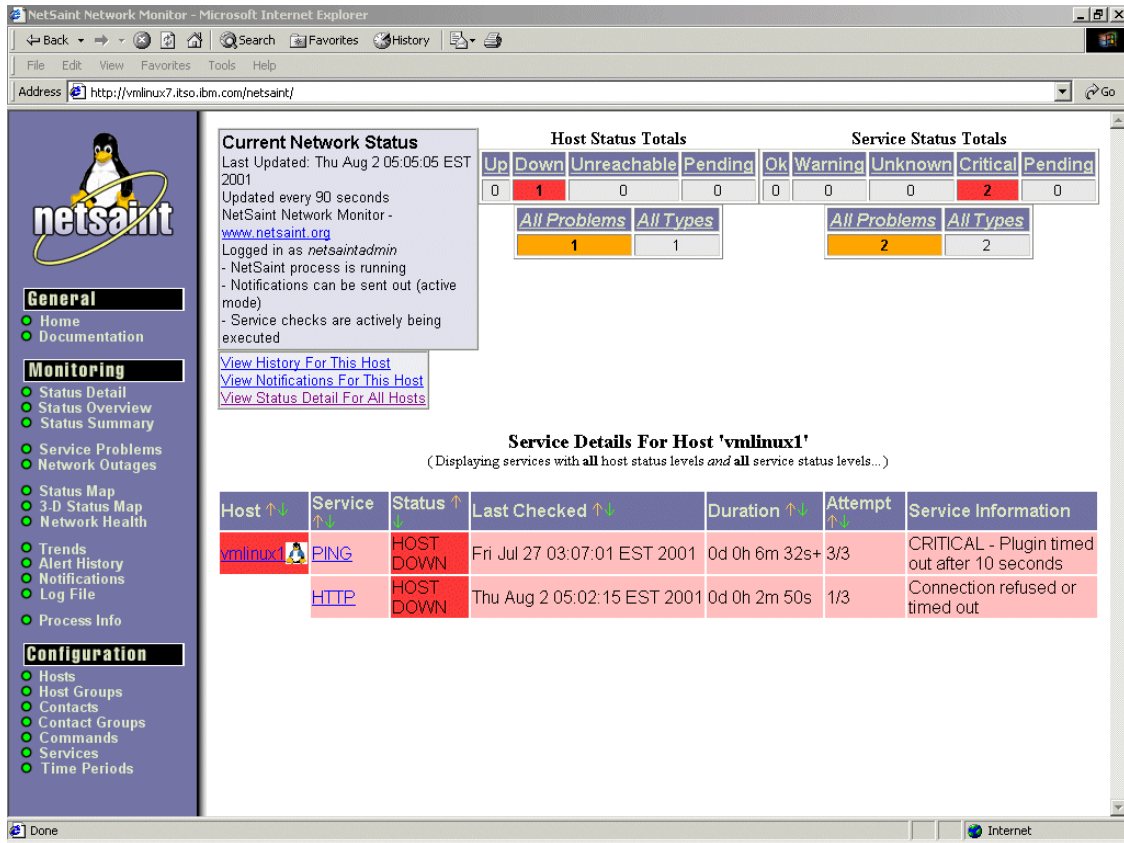 NetSaint Network Monitor - Microsoft Internet Explorer
Back Search Favorites History
File Edit View Favorites Tools Help
Address http://vmlinux7.itso.ibm.com/netsaint/ Go
netsaint
General
Home
Documentation
Monitoring
Status Detail
Status Overview
Status Summary
Service Problems
Network Outages
Status Map
3-D Status Map
Network Health
Trends
Alert History
Notifications
Log File
Process Info
Configuration
Hosts
Host Groups
Contacts
Contact Groups
Commands
Services
Time Periods
Current Network Status
Last Updated: Thu Aug 2 05:05:05 EST
2001
Updated every 90 seconds
NetSaint Network Monitor -
www.netsaint.org
Logged in as netsaintadmin
- NetSaint process is running
- Notifications can be sent out (active
mode)
- Service checks are actively being
executed
View History For This Host
View Notifications For This Host
View Status Detail For All Hosts
Host Status Totals
Up Down Unreachable Pending
0 1 0 0
All Problems All Types
1 1
Service Status Totals
Ok Warning Unknown Critical Pending
0 0 0 2 0
All Problems All Types
2 2
Service Details For Host 'vmlinux1'
( Displaying services with all host status levels and all service status levels...)
Host ↑↓ Service ↑↓ Status ↑↓ Last Checked ↑↓ Duration ↑↓ Attempt ↑↓ Service Information
vmlinux1 PING HOST DOWN Fri Jul 27 03:07:01 EST 2001 0d 0h 6m 32s+ 3/3 CRITICAL - Plugin timed out after 10 seconds
HTTP HOST DOWN Thu Aug 2 05:02:15 EST 2001 0d 0h 2m 50s 1/3 Connection refused or timed out
Done Internet